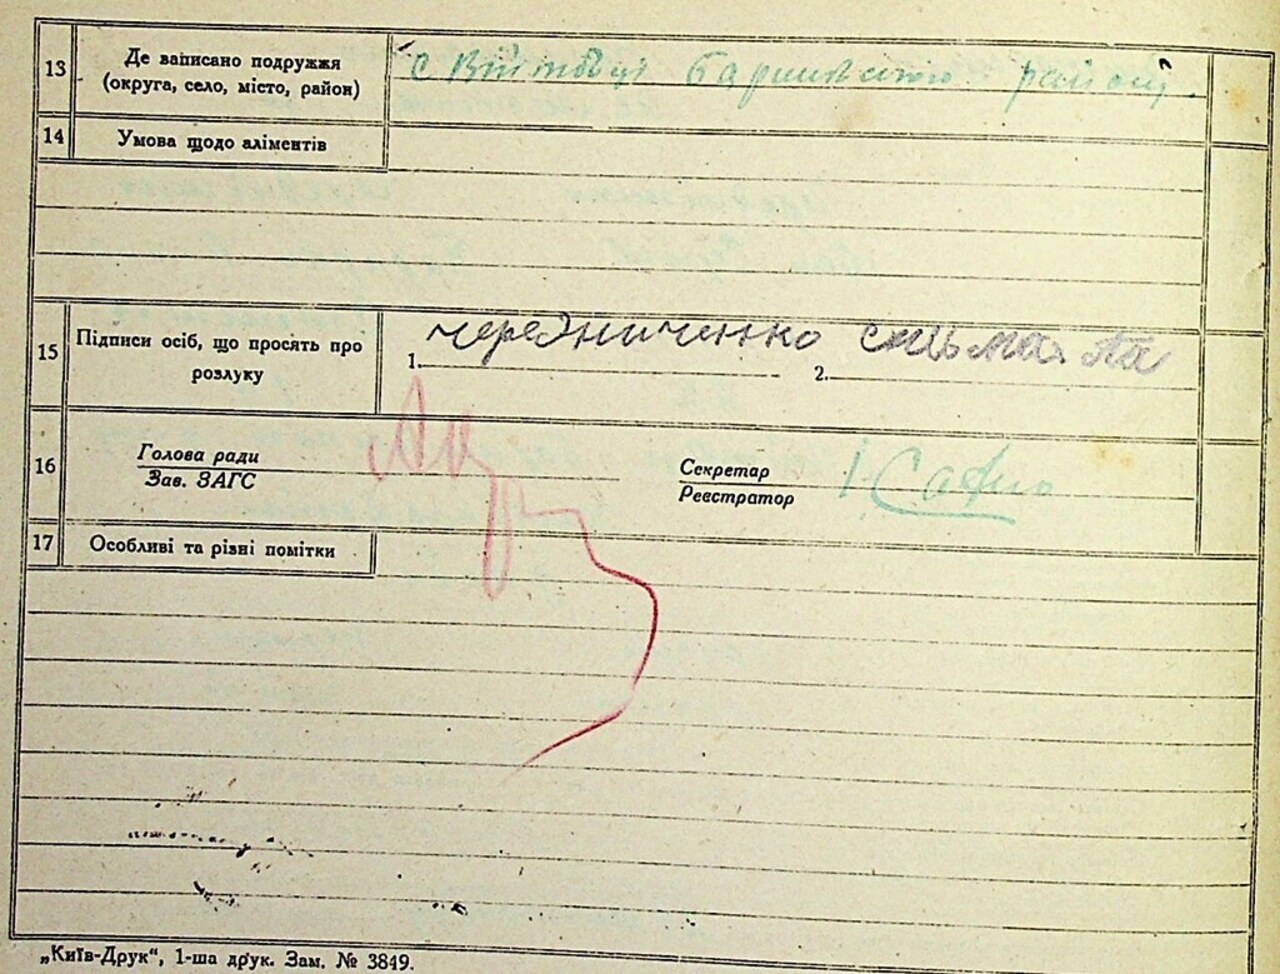 13 Де записано подружжя (округа, село, місто, район) с Війтовці Баришівського району.
14 Умова щодо аліментів
15 Підписи осіб, що просять про розлуку 1. чередниченко 2.
16 Голова ради
Зав. ЗАГС
Секретар
Реєстратор
17 Особливі та різні помітки
„Київ-Друк“, 1-ша друк. Зам. № 3849.